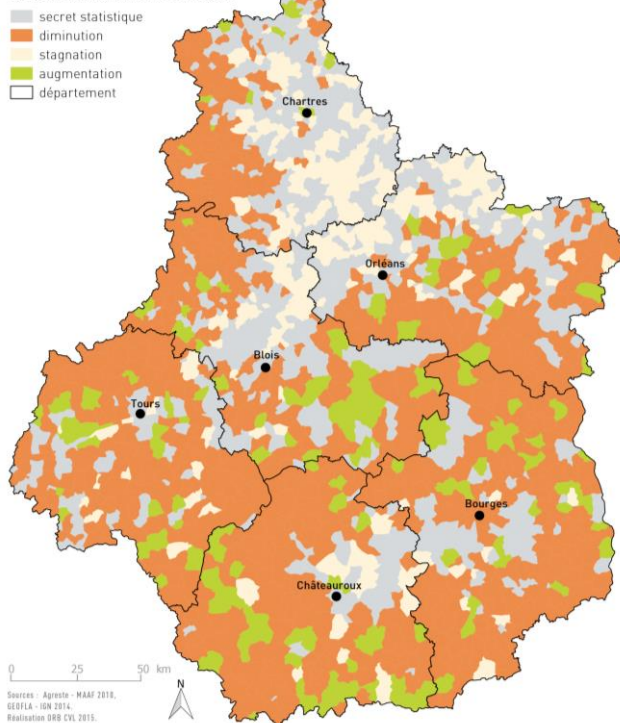 secret statistique
diminution
stagnation
augmentation
département
Chartres
Orléans
Blois
Tours
Bourges
Châteauroux
0 25 50 km
N
Sources : Agreste - MAAF 2010,
GEOFLA - IGN 2014.
Réalisation ORB CVL 2015.